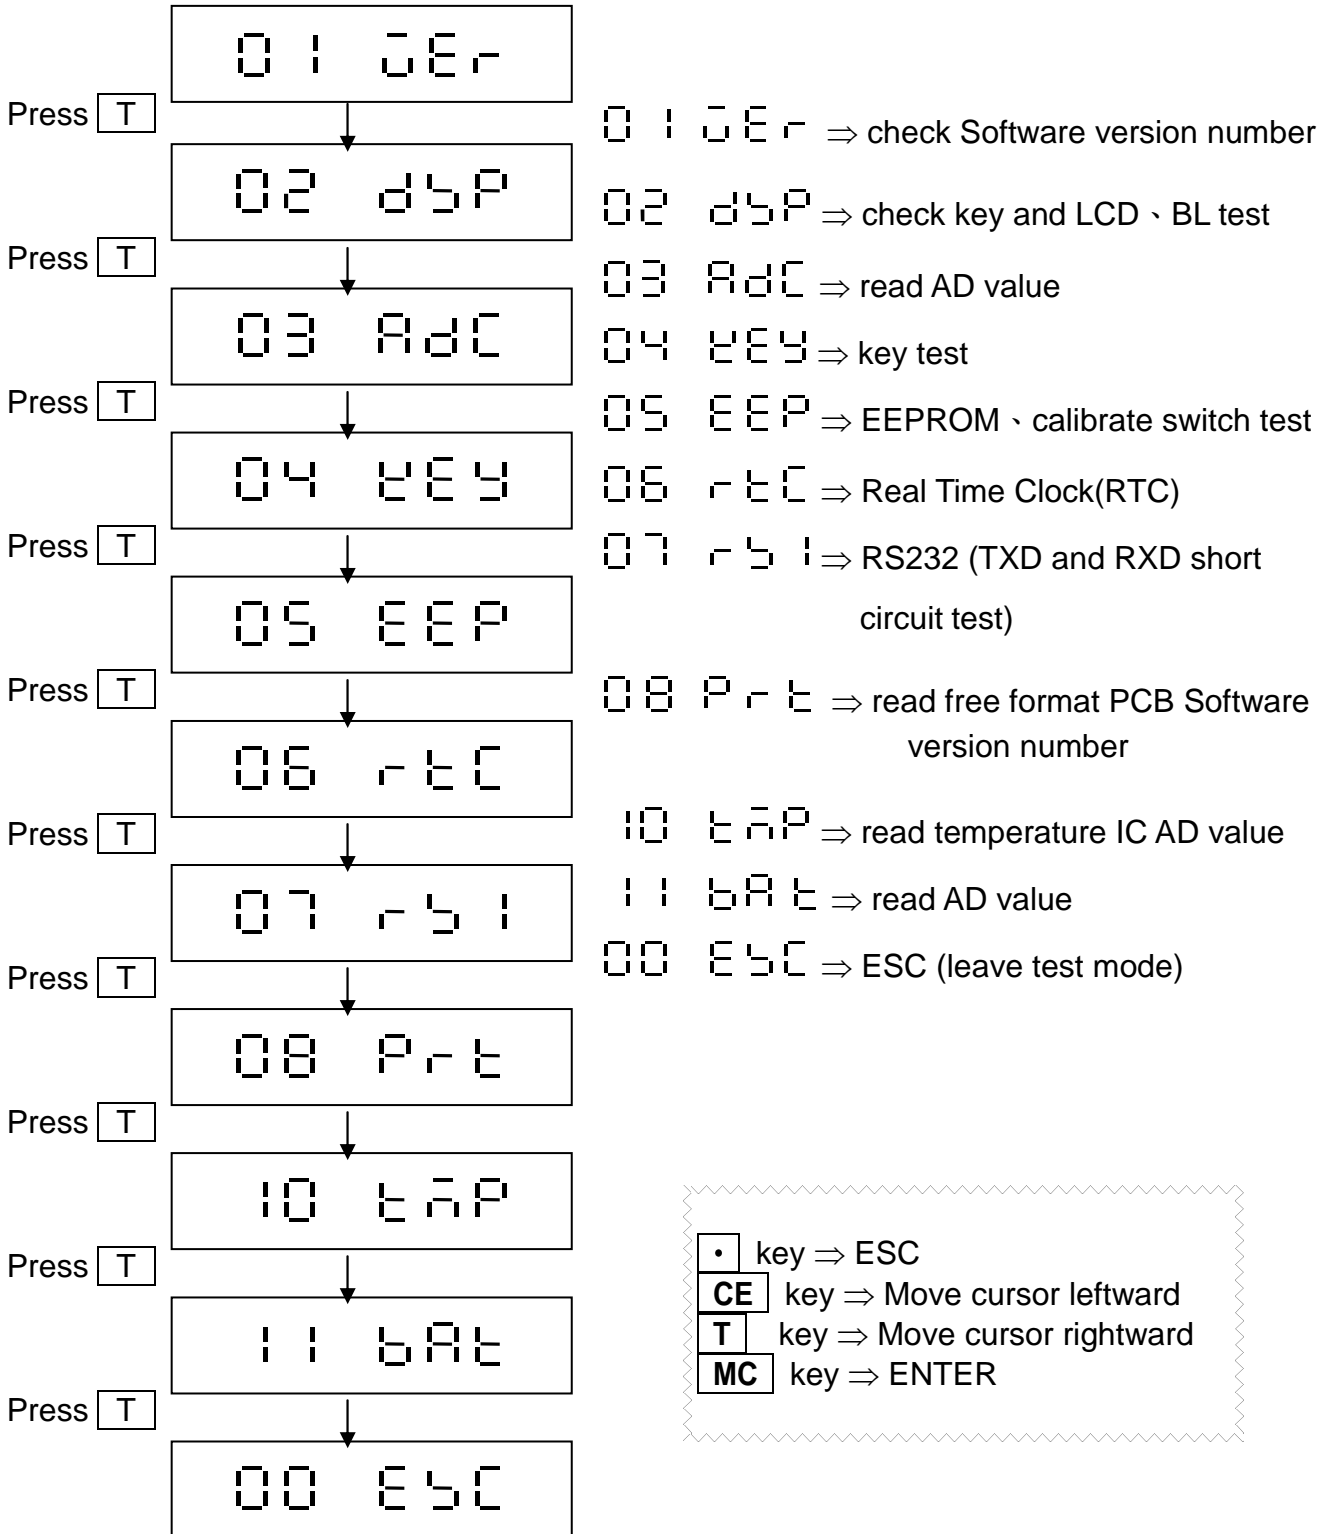 01 vEr
Press T
02 dSP
Press T
03 AdC
Press T
04 KEY
Press T
05 EEP
Press T
06 rtC
Press T
07 rS1
Press T
08 Prt
Press T
10 tmP
Press T
11 bAt
Press T
00 ESC
01 vEr ⇒ check Software version number
02 dSP ⇒ check key and LCD、BL test
03 AdC ⇒ read AD value
04 KEY ⇒ key test
05 EEP ⇒ EEPROM、calibrate switch test
06 rtC ⇒ Real Time Clock(RTC)
07 rS1 ⇒ RS232 (TXD and RXD short
circuit test)
08 Prt ⇒ read free format PCB Software
version number
10 tmP ⇒ read temperature IC AD value
11 bAt ⇒ read AD value
00 ESC ⇒ ESC (leave test mode)
· key ⇒ ESC
CE key ⇒ Move cursor leftward
T key ⇒ Move cursor rightward
MC key ⇒ ENTER